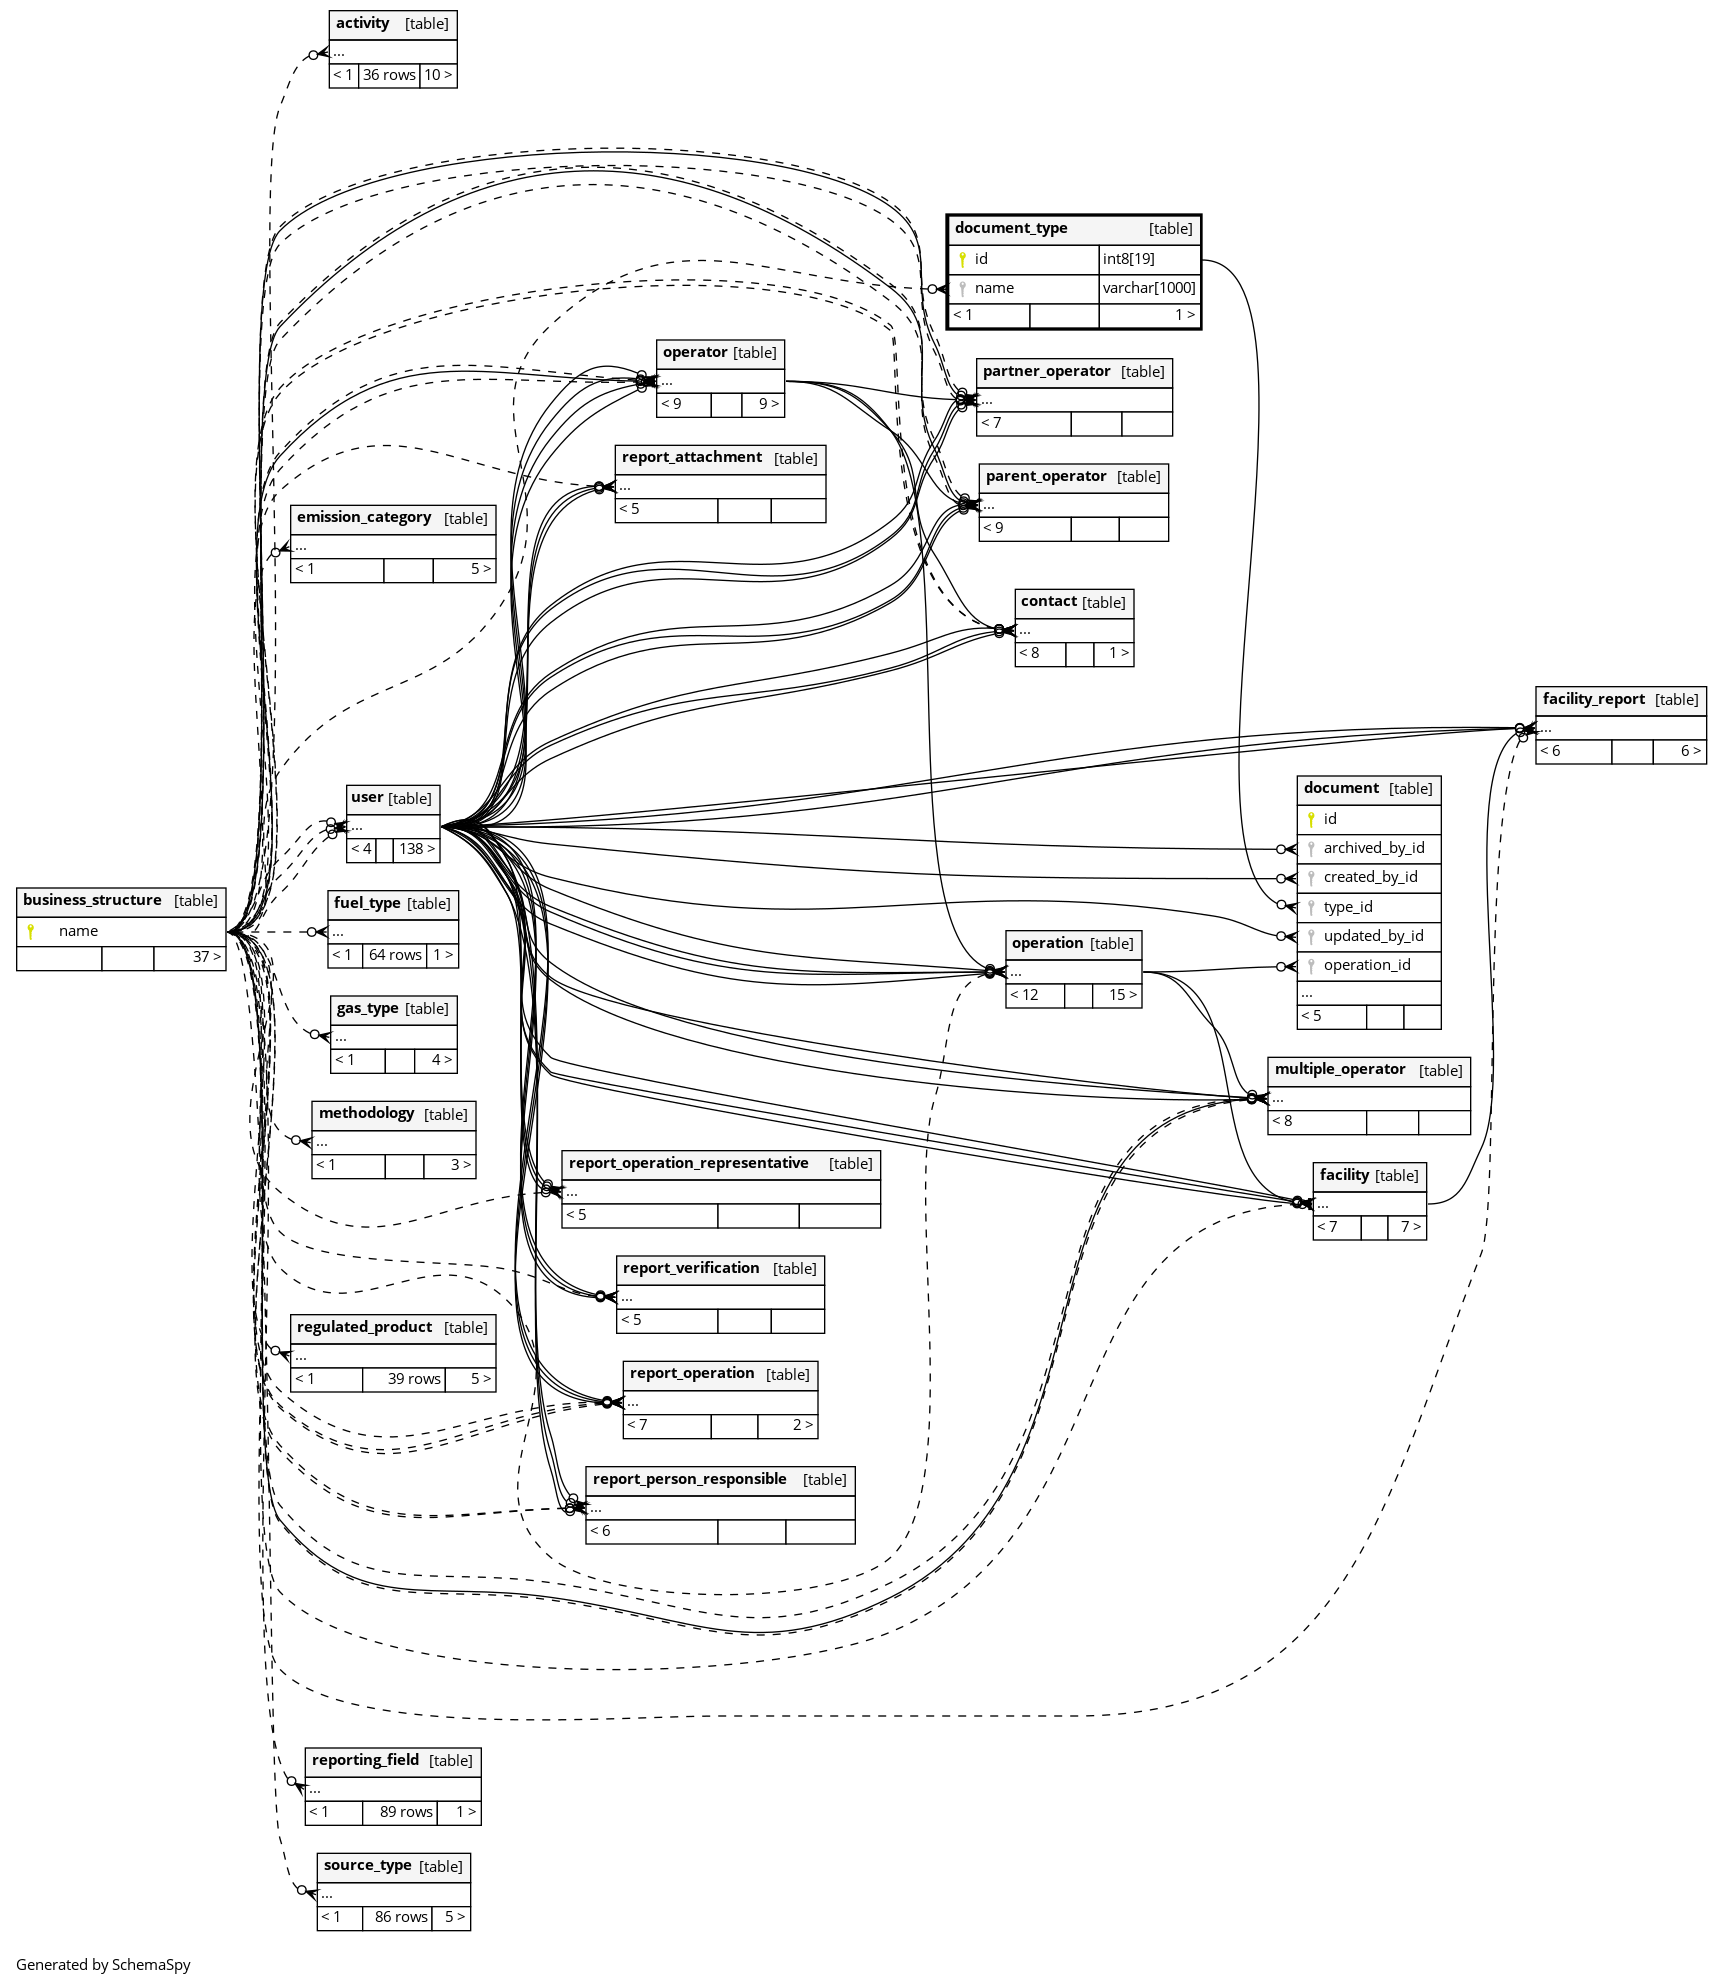 activity [table]
...
< 1 36 rows 10 >
document_type [table]
id int8[19]
name varchar[1000]
< 1 1 >
operator [table]
...
< 9 9 >
partner_operator [table]
...
< 7
report_attachment [table]
...
< 5
parent_operator [table]
...
< 9
emission_category [table]
...
< 1 5 >
contact [table]
...
< 8 1 >
facility_report [table]
...
< 6 6 >
user [table]
...
< 4 138 >
document [table]
id
archived_by_id
created_by_id
type_id
updated_by_id
operation_id
...
< 5
business_structure [table]
name
37 >
fuel_type [table]
...
< 1 64 rows 1 >
operation [table]
...
< 12 15 >
gas_type [table]
...
< 1 4 >
multiple_operator [table]
...
< 8
methodology [table]
...
< 1 3 >
report_operation_representative [table]
...
< 5
facility [table]
...
< 7 7 >
report_verification [table]
...
< 5
regulated_product [table]
...
< 1 39 rows 5 >
report_operation [table]
...
< 7 2 >
report_person_responsible [table]
...
< 6
reporting_field [table]
...
< 1 89 rows 1 >
source_type [table]
...
< 1 86 rows 5 >
Generated by SchemaSpy